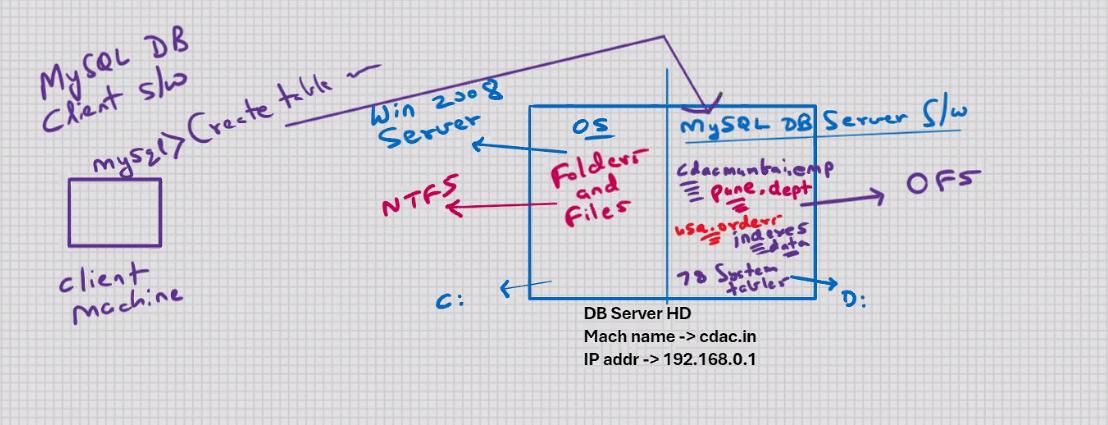 MySQL DB
Client S/w
mysql> Create table
client
machine
Win 2008
Server
NTFS
C:
OS
Folders
and
Files
MySQL DB Server S/w
cdacmumbai.emp
pune.dept
usa.orders
indexes
data
78 System
tables
OFS
D:
DB Server HD
Mach name -> cdac.in
IP addr -> 192.168.0.1